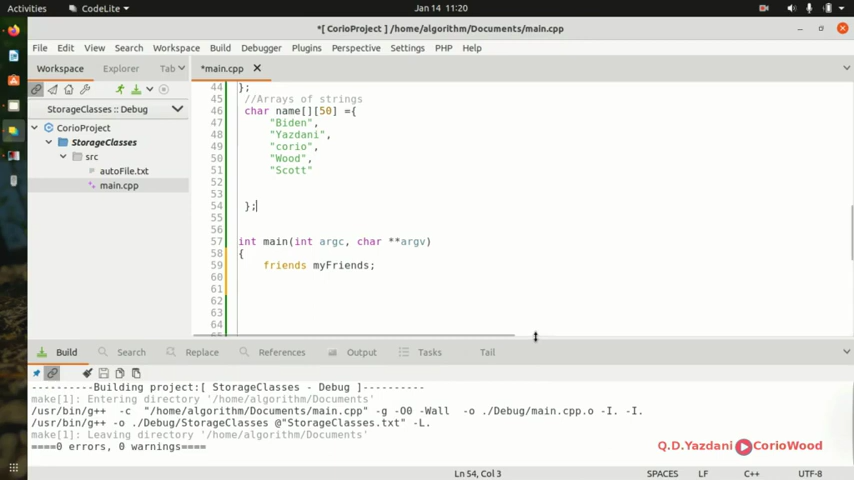 Activities
CodeLite
Jan 14 11:20
*[ CorioProject ] /home/algorithm/Documents/main.cpp
File Edit View Search Workspace Build Debugger Plugins Perspective Settings PHP Help
Workspace Explorer Tab
*main.cpp
StorageClasses :: Debug
CorioProject
StorageClasses
src
autoFile.txt
main.cpp
44 };
45 //Arrays of strings
46 char name[][50] ={
47 "Biden",
48 "Yazdani",
49 "corio",
50 "Wood",
51 "Scott"
52
53
54 };
55
56
57 int main(int argc, char **argv)
58 {
59 friends myFriends;
60
61
62
63
64
Build Search Replace References Output Tasks Tail
----------Building project:[ StorageClasses - Debug ]----------
make[1]: Entering directory '/home/algorithm/Documents'
/usr/bin/g++ -c "/home/algorithm/Documents/main.cpp" -g -O0 -Wall -o ./Debug/main.cpp.o -I. -I.
/usr/bin/g++ -o ./Debug/StorageClasses @"StorageClasses.txt" -L.
make[1]: Leaving directory '/home/algorithm/Documents'
====0 errors, 0 warnings====
Q.D.Yazdani CorioWood
Ln 54, Col 3 SPACES LF C++ UTF-8